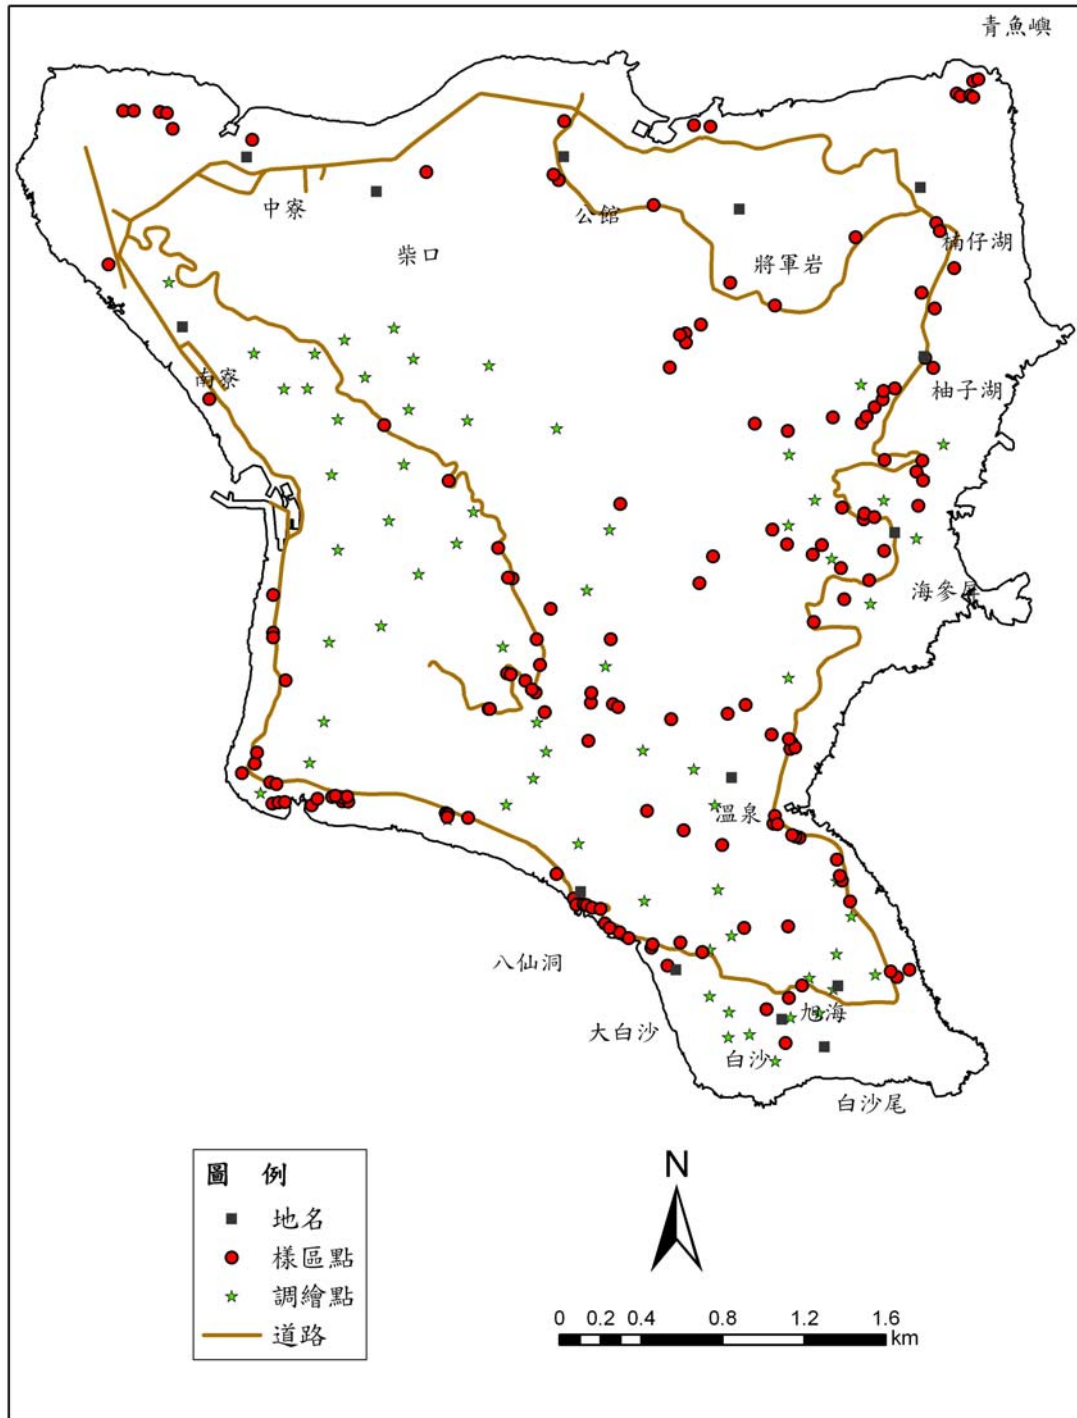 青魚嶼
中寮
公館
柴口
將軍岩
楠仔湖
南寮
柚子湖
海參坪
溫泉
八仙洞
大白沙
旭海
白沙
白沙尾
圖 例
地名
樣區點
調繪點
道路
N
0 0.2 0.4 0.8 1.2 1.6
km